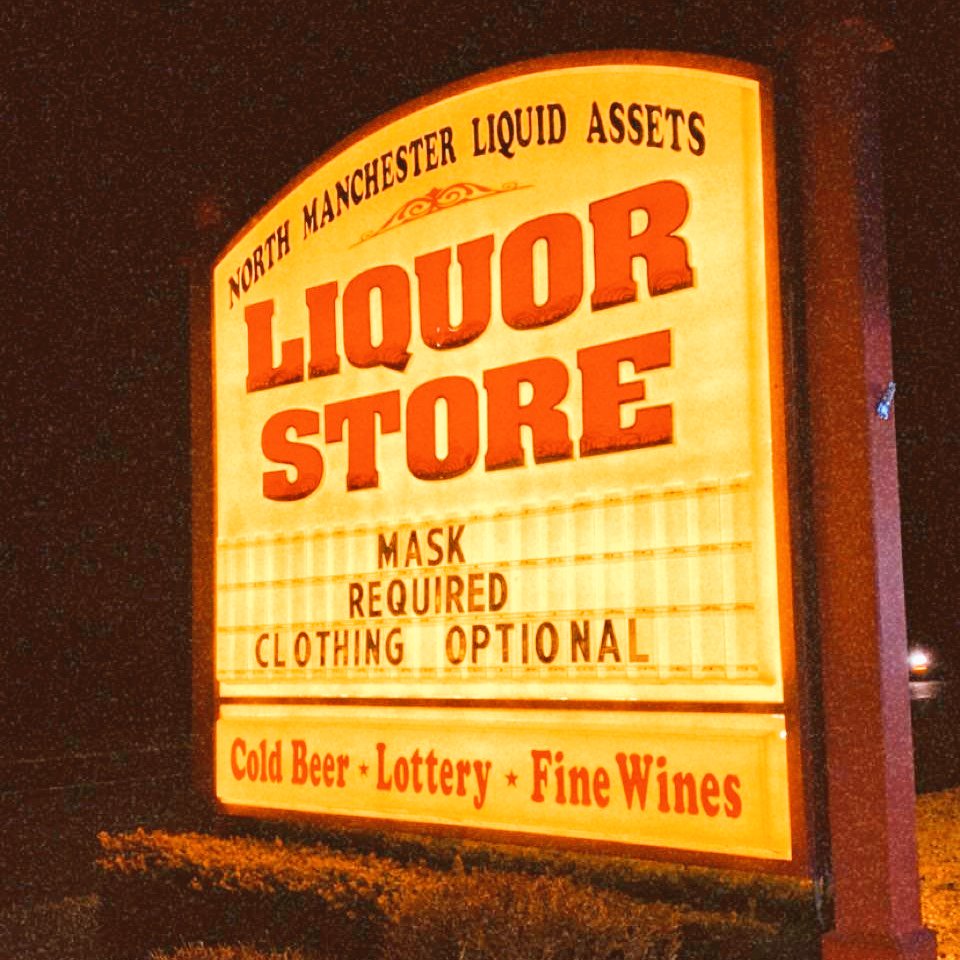 NORTH MANCHESTER LIQUID ASSETS
LIQUOR
STORE
MASK
REQUIRED
CLOTHING OPTIONAL
Cold Beer ★ Lottery ★ Fine Wines